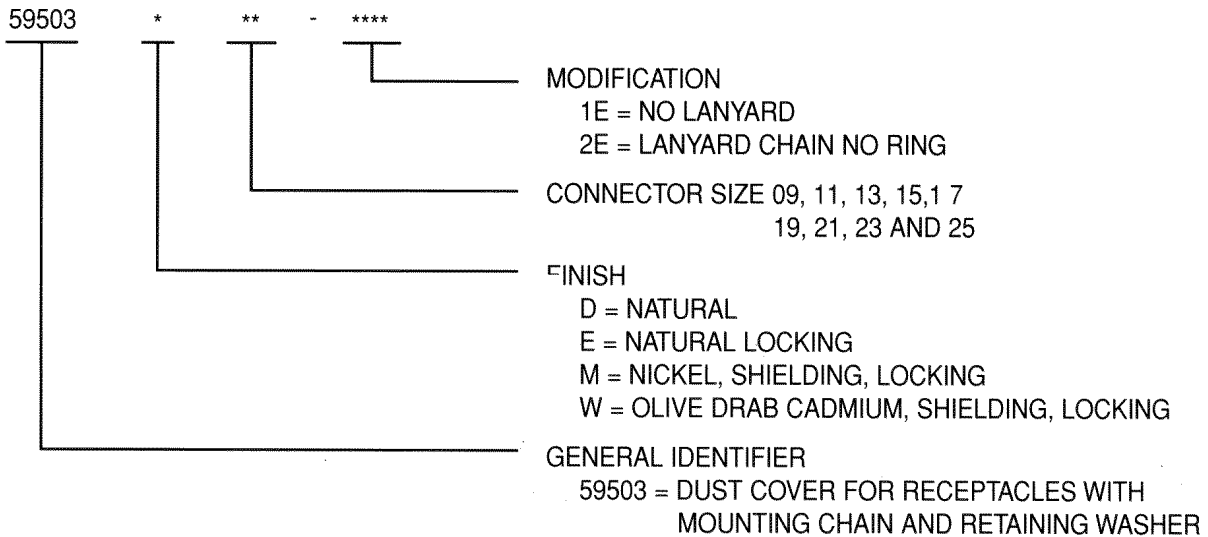 59503 * ** - ****
MODIFICATION
1E = NO LANYARD
2E = LANYARD CHAIN NO RING
CONNECTOR SIZE 09, 11, 13, 15,1 7
19, 21, 23 AND 25
FINISH
D = NATURAL
E = NATURAL LOCKING
M = NICKEL, SHIELDING, LOCKING
W = OLIVE DRAB CADMIUM, SHIELDING, LOCKING
GENERAL IDENTIFIER
59503 = DUST COVER FOR RECEPTACLES WITH
MOUNTING CHAIN AND RETAINING WASHER